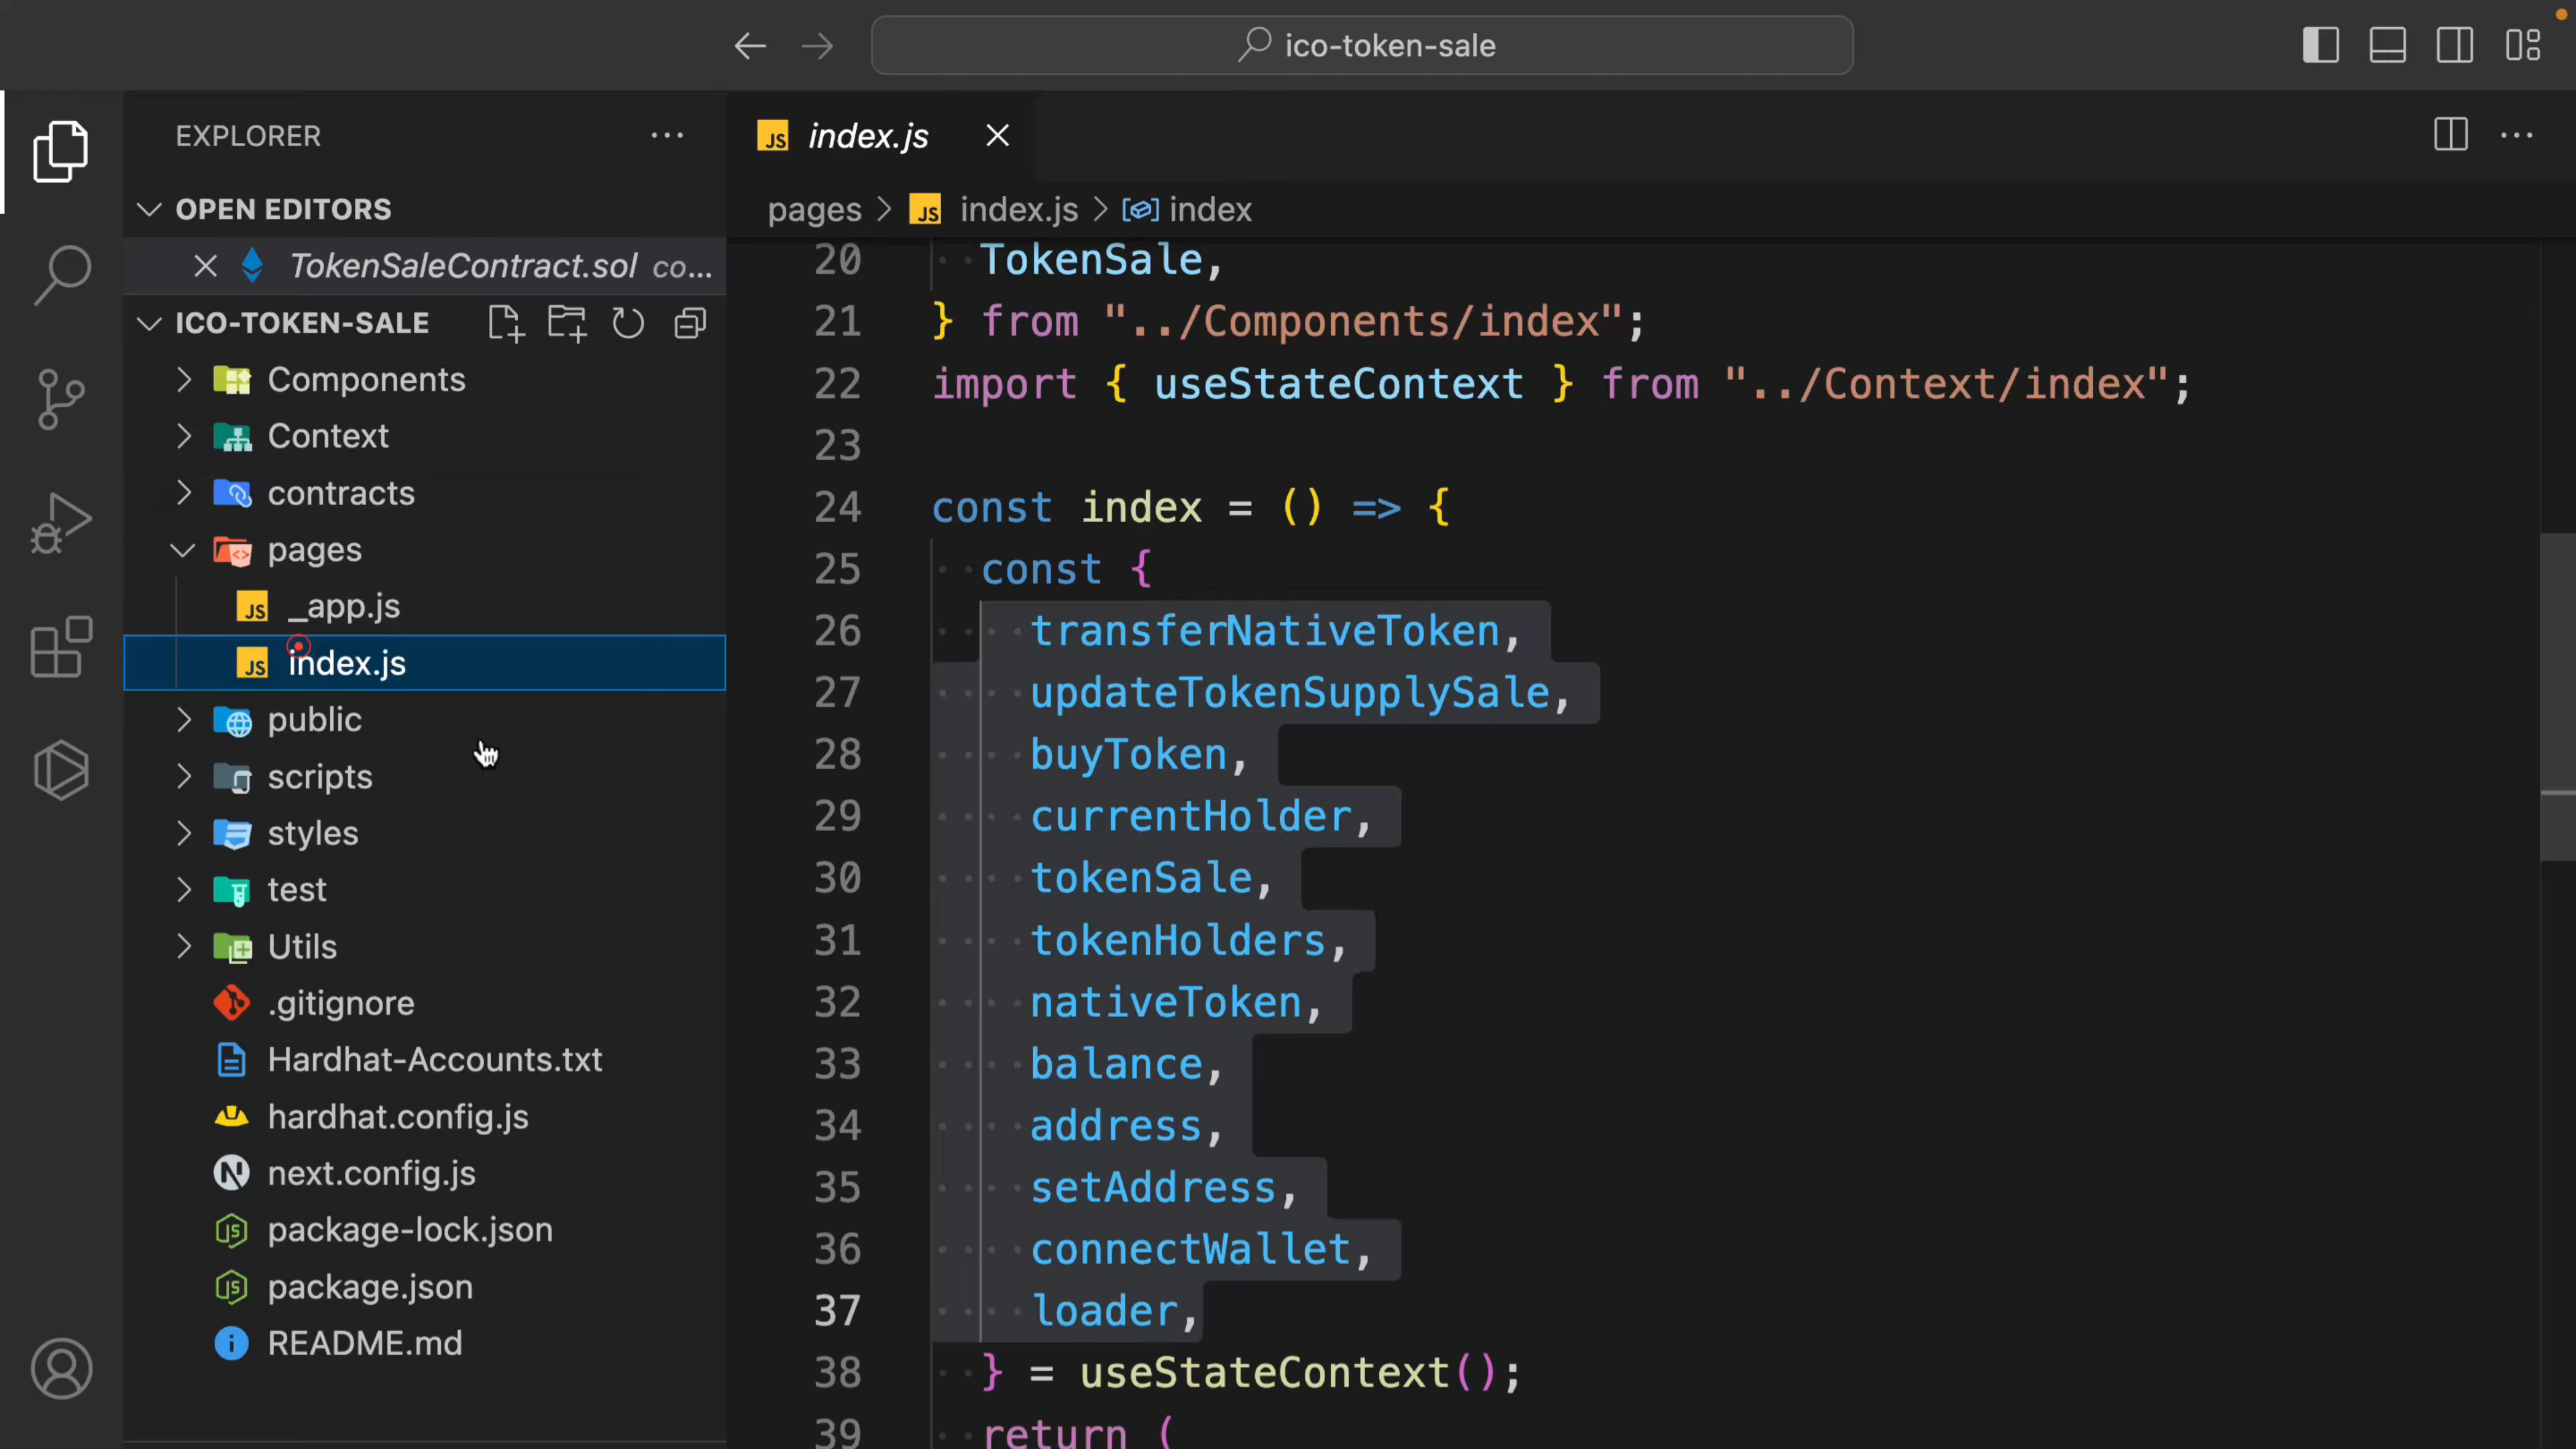 ico-token-sale
EXPLORER
OPEN EDITORS
TokenSaleContract.sol co...
ICO-TOKEN-SALE
Components
Context
contracts
pages
_app.js
index.js
public
scripts
styles
test
Utils
.gitignore
Hardhat-Accounts.txt
hardhat.config.js
next.config.js
package-lock.json
package.json
README.md
JS index.js
pages > JS index.js > index
20 TokenSale,
21 } from "../Components/index";
22 import { useStateContext } from "../Context/index";
23
24 const index = () => {
25 const {
26 transferNativeToken,
27 updateTokenSupplySale,
28 buyToken,
29 currentHolder,
30 tokenSale,
31 tokenHolders,
32 nativeToken,
33 balance,
34 address,
35 setAddress,
36 connectWallet,
37 loader,
38 } = useStateContext();
39 return (